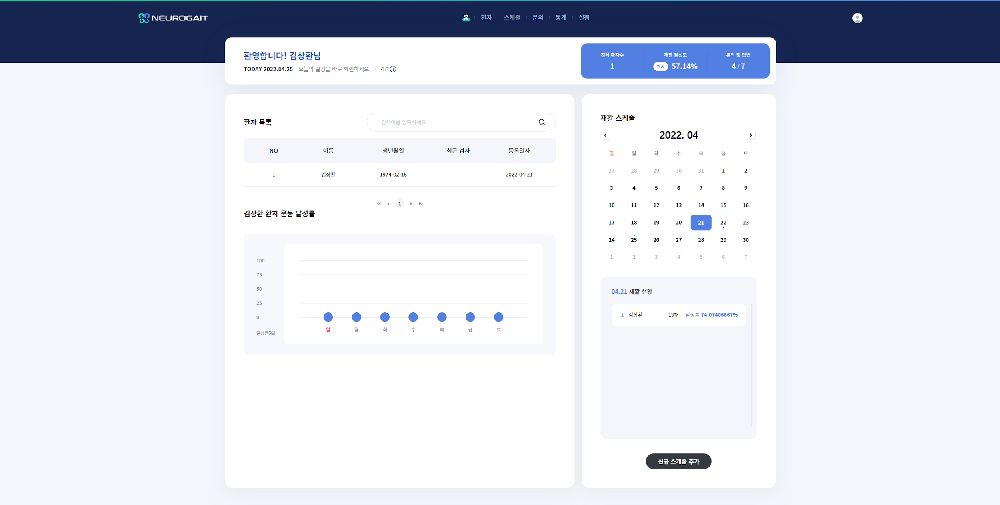 NEUROGAIT
홈 환자 스케줄 문의 통계 설정
환영합니다! 김상환님
TODAY 2022.04.25 오늘의 일정을 바로 확인하세요 기준
전체 환자수 재활 달성도 문의 및 답변
1 환자 57.14% 4 / 7
환자 목록
검색어를 입력하세요
NO 이름 생년월일 최근 검사 등록일자
1 김상환 1974-02-16 2022-04-21
1
김상환 환자 운동 달성률
100
75
50
25
0
일 월 화 수 목 금 토
달성률(%)
재활 스케줄
2022. 04
일 월 화 수 목 금 토
27 28 29 30 31 1 2
3 4 5 6 7 8 9
10 11 12 13 14 15 16
17 18 19 20 21 22 23
24 25 26 27 28 29 30
1 2 3 4 5 6 7
04.21 재활 현황
1 김상환 13개 달성률 74.07406667%
신규 스케줄 추가